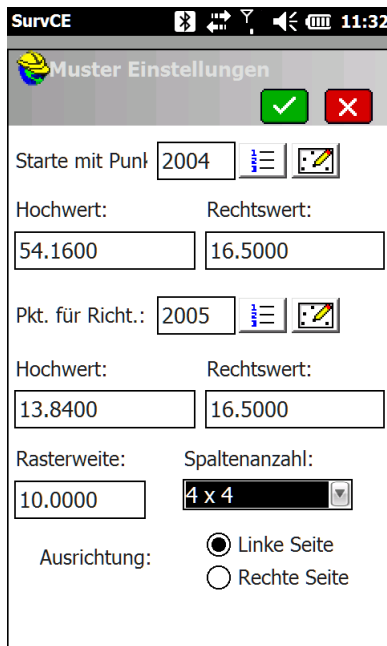 SurvCE 11:32
Muster Einstellungen
Starte mit Punk 2004
Hochwert: Rechtswert:
54.1600 16.5000
Pkt. für Richt.: 2005
Hochwert: Rechtswert:
13.8400 16.5000
Rasterweite: Spaltenanzahl:
10.0000 4 x 4
Ausrichtung: Linke Seite
Rechte Seite